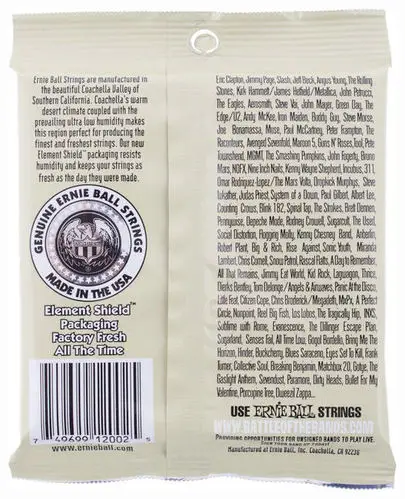 Ernie Ball Strings are manufactured in
the beautiful Coachella Valley of
Southern California. Coachella's warm
desert climate coupled with the
prevailing ultra low humidity makes
this region perfect for producing the
finest and freshest strings. Our new
Element Shield™ packaging resists
humidity and keeps your strings as
fresh as the day they were made.
GENUINE ERNIE BALL STRINGS
MADE IN THE USA
Element Shield™
Packaging
Factory Fresh
All The Time
7 49699 12002 5
www.ernieball.com
Eric Clapton, Jimmy Page, Slash, Jeff Beck, Angus Young, The Rolling
Stones, Kirk Hammett/James Hetfield/Metallica, John Petrucci,
The Eagles, Aerosmith, Steve Vai, John Mayer, Green Day, The
Edge/U2, Andy McKee, Iron Maiden, Buddy Guy, Steve Morse,
Joe Bonamassa, Muse, Paul McCartney, Peter Frampton, The
Raconteurs, Avenged Sevenfold, Maroon 5, Guns N' Roses, Tool, Pete
Townshend, MGMT, The Smashing Pumpkins, John Fogerty, Bruno
Mars, NOFX, Nine Inch Nails, Kenny Wayne Shepherd, Incubus, 311,
Omar Rodriguez-Lopez/The Mars Volta, Dropkick Murphys, Steve
Lukather, Judas Priest, System of a Down, Paul Gilbert, Albert Lee,
Counting Crows, Blink 182, Spinal Tap, The Strokes, Brett Dennen,
Pomguese, Depeche Mode, Rodney Crowell, Sugarcult, The Used,
Social Distortion, Flogging Molly, Kenny Chesney Band, Anberlin,
Robert Plant, Big & Rich, Rise Against, Sonic Youth, Miranda
Lambert, Chris Cornell, Snow Patrol, Rascal Flatts, A Day to Remember,
All That Remains, Jimmy Eat World, Kid Rock, Lagwagon, Thrice,
Dierks Bentley, Tom Delonge/Angels & Airwaves, Panic At the Disco,
Little Feat, Citizen Cope, Chris Broderick/Megadeth, MxPx, A Perfect
Circle, Nonpoint, Reel Big Fish, Los Lobos, The Tragically Hip, INXS,
Sublime with Rome, Evanescence, The Dillinger Escape Plan,
Sugarland, Senses Fail, All Time Low, Gogol Bordello, Bring Me The
Horizon, Hinder, Buckcherry, Blues Saraceno, Eyes Set To Kill, Frank
Turner, Collective Soul, Breaking Benjamin, Matchbox 20, Gotye, The
Gaslight Anthem, Sevendust, Paramore, Dirty Heads, Bullet For My
Valentine, Porcupine Tree, Dweezil Zappa...
USE ERNIE BALL STRINGS
WWW.BATTLEOFTHEBANDS.COM
PROVIDING OPPORTUNITIES FOR UNSIGNED BANDS TO PLAY LIVE.
Manufactured at Ernie Ball, Inc. Coachella, CA 92236